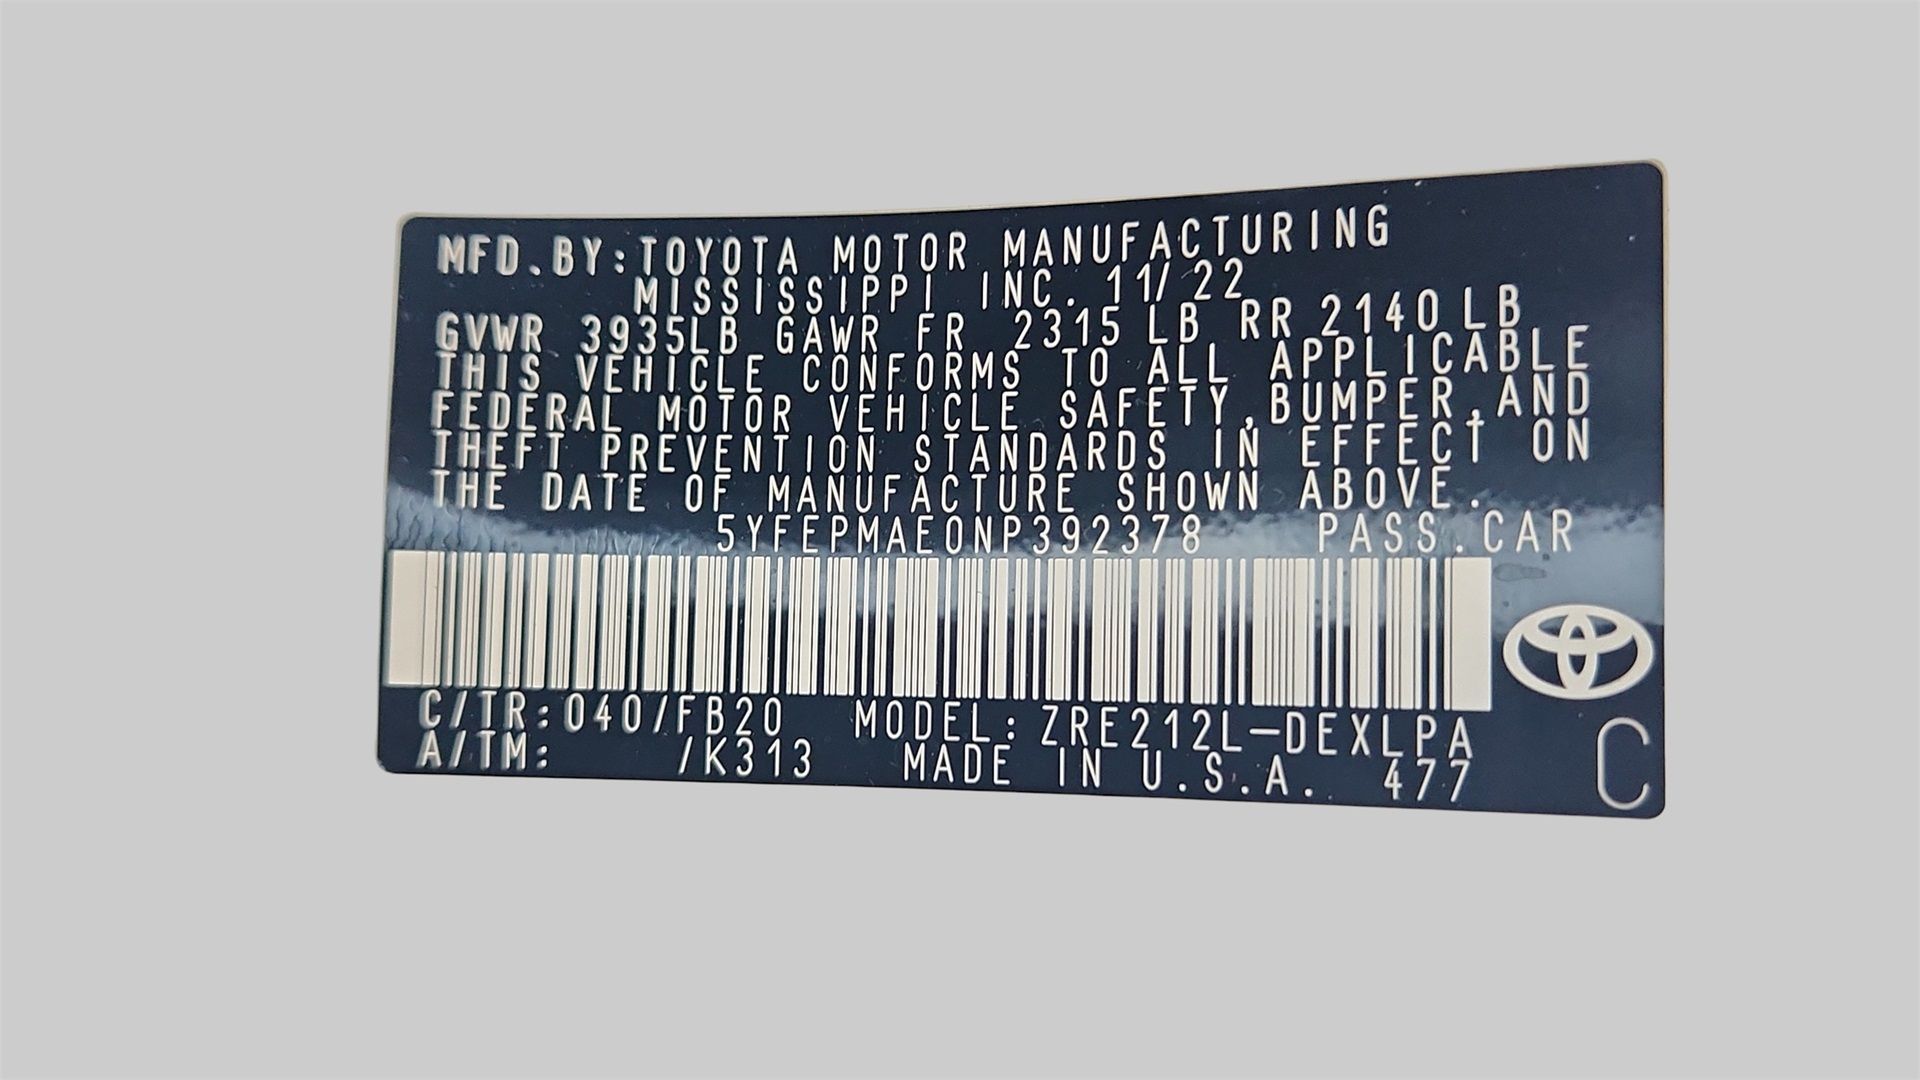 MFD.BY:TOYOTA MOTOR MANUFACTURING
MISSISSIPPI INC. 11/22
GVWR 3935LB GAWR FR 2315 LB RR 2140 LB
THIS VEHICLE CONFORMS TO ALL APPLICABLE
FEDERAL MOTOR VEHICLE SAFETY,BUMPER,AND
THEFT PREVENTION STANDARDS IN EFFECT ON
THE DATE OF MANUFACTURE SHOWN ABOVE.
5YFEPMAE0NP392378 PASS.CAR
C/TR:040/FB20 MODEL:ZRE212L-DEXLPA
A/TM: /K313 MADE IN U.S.A. 477
C